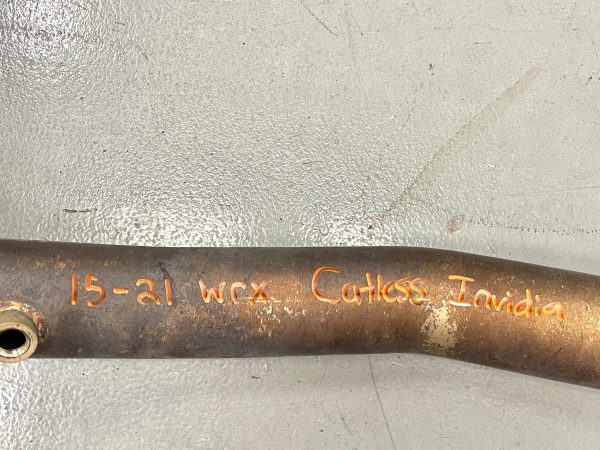 15-21 wrx Catless Invidia